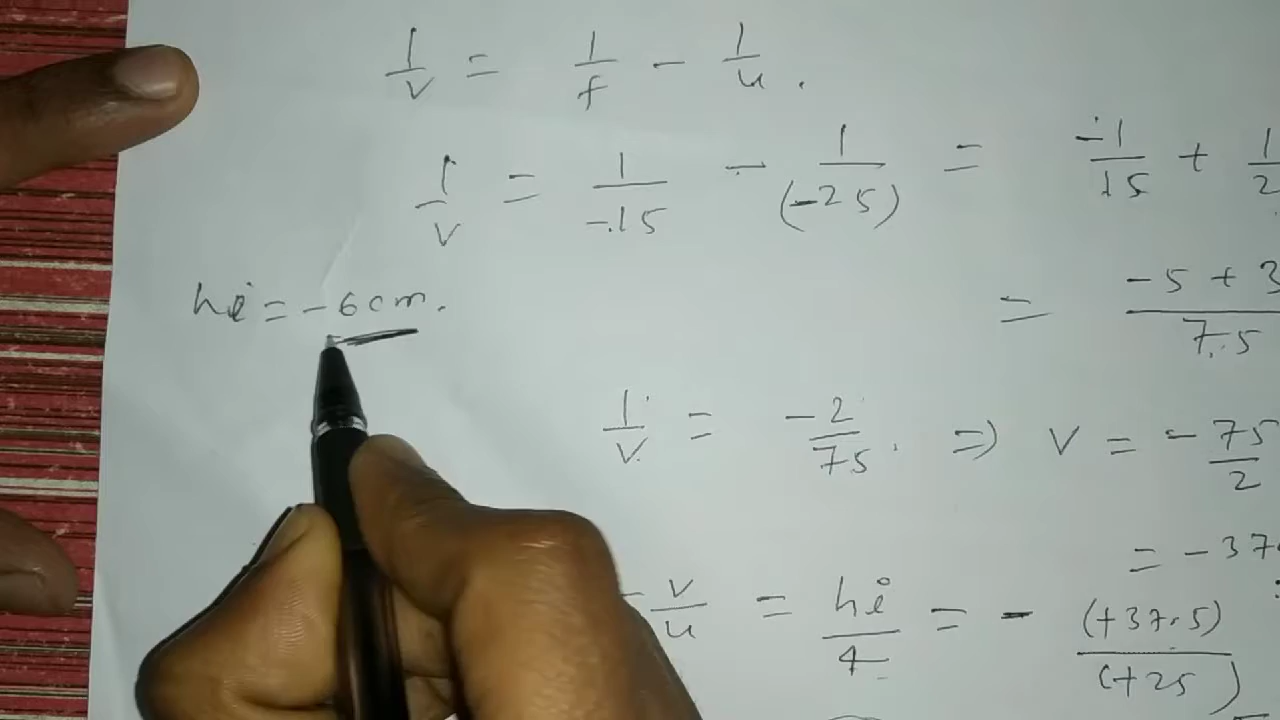 1/v = 1/f - 1/u .
1/v = 1/-15 - 1/(-25) = -1/15 + 1/2
hi = -6cm.
= -5 + 3/75
1/v = -2/75 . => v = -75/2
= -37.
- v/u = hi/4 = - (+37.5)/(+25)